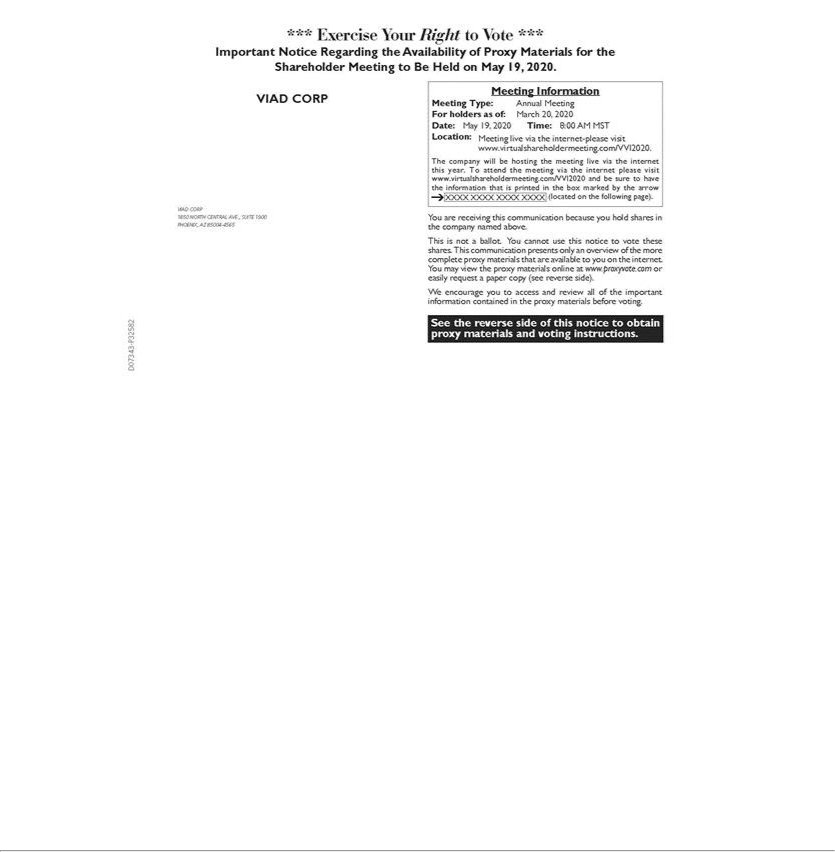 *** Exercise Your Right to Vote ***
Important Notice Regarding the Availability of Proxy Materials for the
Shareholder Meeting to Be Held on May 19, 2020.
VIAD CORP
VIAD CORP
1850 NORTH CENTRAL AVE., SUITE 1900
PHOENIX, AZ 85004-4565
D07343-P32582
Meeting Information
Meeting Type: Annual Meeting
For holders as of: March 20, 2020
Date: May 19, 2020 Time: 8:00 AM MST
Location: Meeting live via the internet-please visit
www.virtualshareholdermeeting.com/VVI2020.
The company will be hosting the meeting live via the internet
this year. To attend the meeting via the internet please visit
www.virtualshareholdermeeting.com/VVI2020 and be sure to have
the information that is printed in the box marked by the arrow
→ XXXX XXXX XXXX XXXX (located on the following page).
You are receiving this communication because you hold shares in
the company named above.
This is not a ballot. You cannot use this notice to vote these
shares. This communication presents only an overview of the more
complete proxy materials that are available to you on the internet.
You may view the proxy materials online at www.proxyvote.com or
easily request a paper copy (see reverse side).
We encourage you to access and review all of the important
information contained in the proxy materials before voting.
See the reverse side of this notice to obtain
proxy materials and voting instructions.